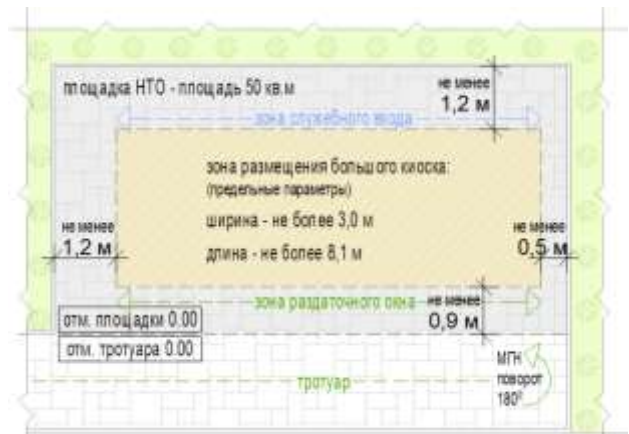 площадка НТО - площадь 50 кв.м
не менее
1,2 м
зона служебного входа
зона размещения большого киоска:
(предельные параметры)
ширина - не более 3,0 м
длина - не более 8,1 м
не менее
1,2 м
не менее
0,5 м
зона раздаточного окна
не менее
0,9 м
отм. площадки 0.00
отм. тротуара 0.00
тротуар
МГН
поворот
180⁰